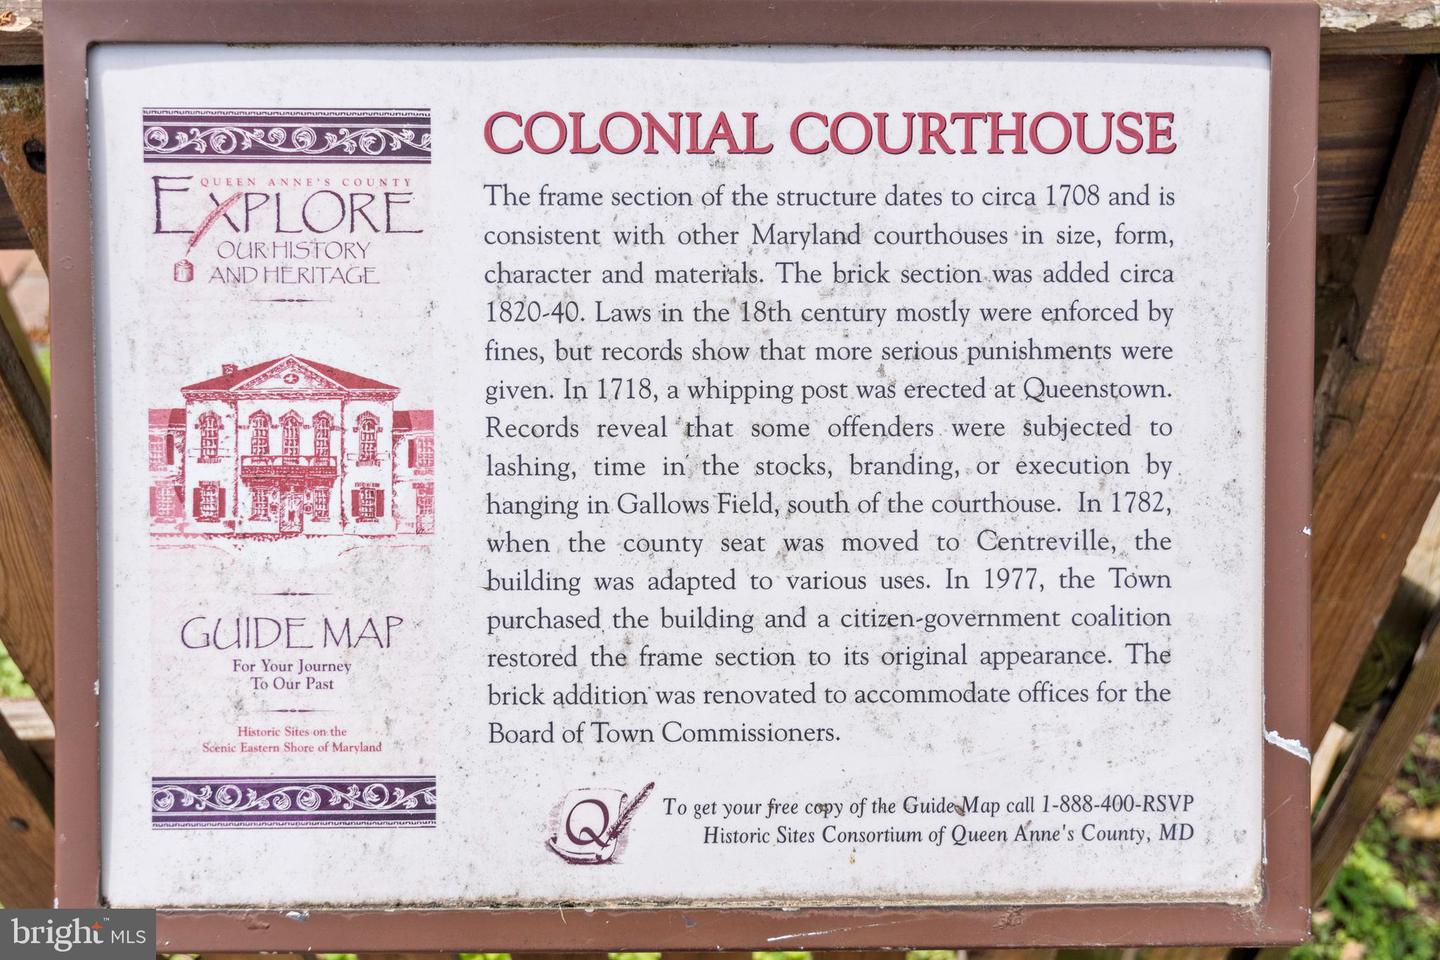 QUEEN ANNE'S COUNTY
EXPLORE
OUR HISTORY
AND HERITAGE
GUIDE MAP
For Your Journey
To Our Past
Historic Sites on the
Scenic Eastern Shore of Maryland
COLONIAL COURTHOUSE
The frame section of the structure dates to circa 1708 and is
consistent with other Maryland courthouses in size, form,
character and materials. The brick section was added circa
1820-40. Laws in the 18th century mostly were enforced by
fines, but records show that more serious punishments were
given. In 1718, a whipping post was erected at Queenstown.
Records reveal that some offenders were subjected to
lashing, time in the stocks, branding, or execution by
hanging in Gallows Field, south of the courthouse. In 1782,
when the county seat was moved to Centreville, the
building was adapted to various uses. In 1977, the Town
purchased the building and a citizen-government coalition
restored the frame section to its original appearance. The
brick addition was renovated to accommodate offices for the
Board of Town Commissioners.
Q
To get your free copy of the Guide Map call 1-888-400-RSVP
Historic Sites Consortium of Queen Anne's County, MD
bright™ MLS